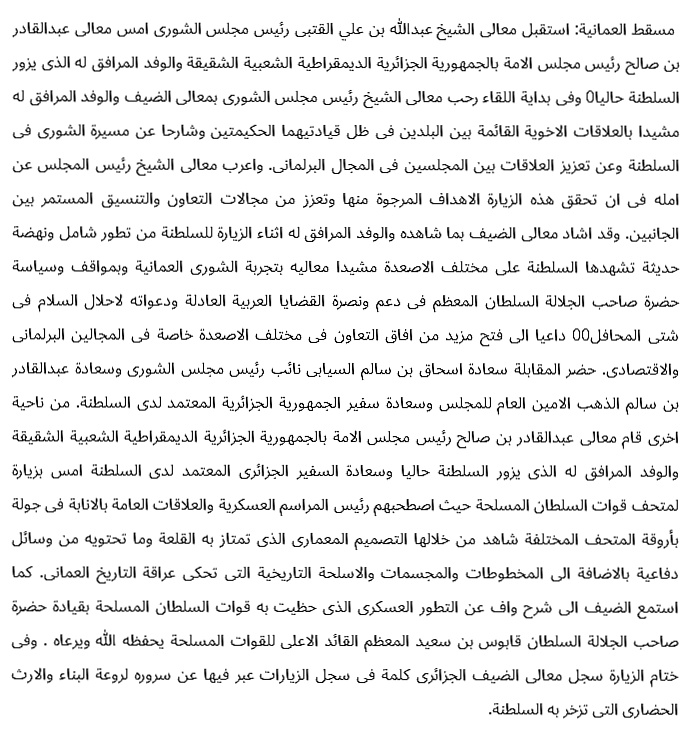 مسقط العمانية: استقبل معالى الشيخ عبدالله بن علي القتبى رئيس مجلس الشورى امس معالى عبدالقادر
بن صالح رئيس مجلس الامة بالجمهورية الجزائرية الديمقراطية الشعبية الشقيقة والوفد المرافق له الذى يزور
السلطنة حاليا0 وفى بداية اللقاء رحب معالى الشيخ رئيس مجلس الشورى بمعالى الضيف والوفد المرافق له
مشيدا بالعلاقات الاخوية القائمة بين البلدين فى ظل قيادتيهما الحكيمتين وشارحا عن مسيرة الشورى فى
السلطنة وعن تعزيز العلاقات بين المجلسين فى المجال البرلمانى. واعرب معالى الشيخ رئيس المجلس عن
امله فى ان تحقق هذه الزيارة الاهداف المرجوة منها وتعزز من مجالات التعاون والتنسيق المستمر بين
الجانبين. وقد اشاد معالى الضيف بما شاهده والوفد المرافق له اثناء الزيارة للسلطنة من تطور شامل ونهضة
حديثة تشهدها السلطنة على مختلف الاصعدة مشيدا معاليه بتجربة الشورى العمانية وبمواقف وسياسة
حضرة صاحب الجلالة السلطان المعظم فى دعم ونصرة القضايا العربية العادلة ودعواته لاحلال السلام فى
شتى المحافل00 داعيا الى فتح مزيد من افاق التعاون فى مختلف الاصعدة خاصة فى المجالين البرلمانى
والاقتصادى. حضر المقابلة سعادة اسحاق بن سالم السيابى نائب رئيس مجلس الشورى وسعادة عبدالقادر
بن سالم الذهب الامين العام للمجلس وسعادة سفير الجمهورية الجزائرية المعتمد لدى السلطنة. من ناحية
اخرى قام معالى عبدالقادر بن صالح رئيس مجلس الامة بالجمهورية الجزائرية الديمقراطية الشعبية الشقيقة
والوفد المرافق له الذى يزور السلطنة حاليا وسعادة السفير الجزائرى المعتمد لدى السلطنة امس بزيارة
لمتحف قوات السلطان المسلحة حيث اصطحبهم رئيس المراسم العسكرية والعلاقات العامة بالانابة فى جولة
بأروقة المتحف المختلفة شاهد من خلالها التصميم المعمارى الذى تمتاز به القلعة وما تحتويه من وسائل
دفاعية بالاضافة الى المخطوطات والمجسمات والاسلحة التاريخية التى تحكى عراقة التاريخ العمانى. كما
استمع الضيف الى شرح واف عن التطور العسكرى الذى حظيت به قوات السلطان المسلحة بقيادة حضرة
صاحب الجلالة السلطان قابوس بن سعيد المعظم القائد الاعلى للقوات المسلحة يحفظه الله ويرعاه . وفى
ختام الزيارة سجل معالى الضيف الجزائرى كلمة فى سجل الزيارات عبر فيها عن سروره لروعة البناء والارث
الحضارى التى تزخر به السلطنة.